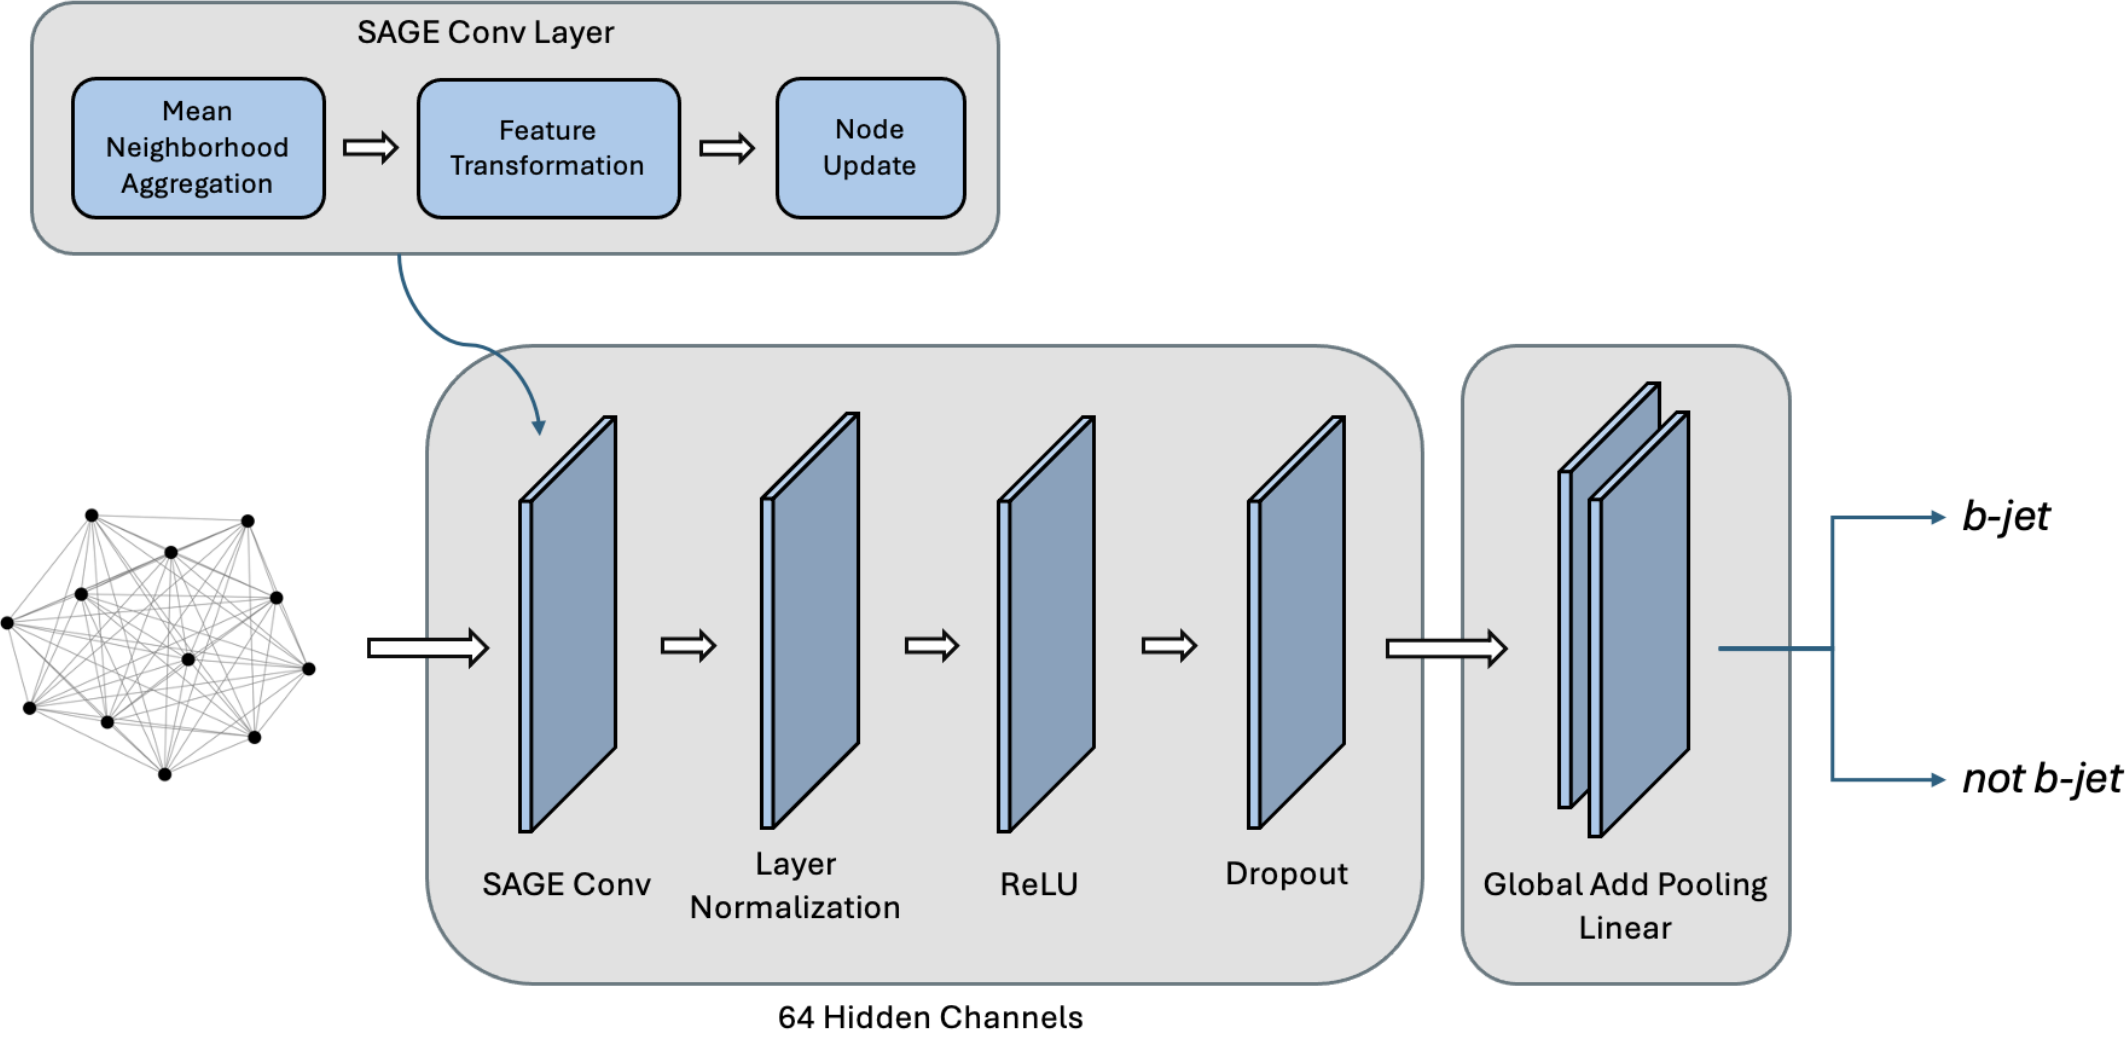 SAGE Conv Layer
Mean
Neighborhood
Aggregation
Feature
Transformation
Node
Update
SAGE Conv
Layer
Normalization
ReLU
Dropout
Global Add Pooling
Linear
b-jet
not b-jet
64 Hidden Channels